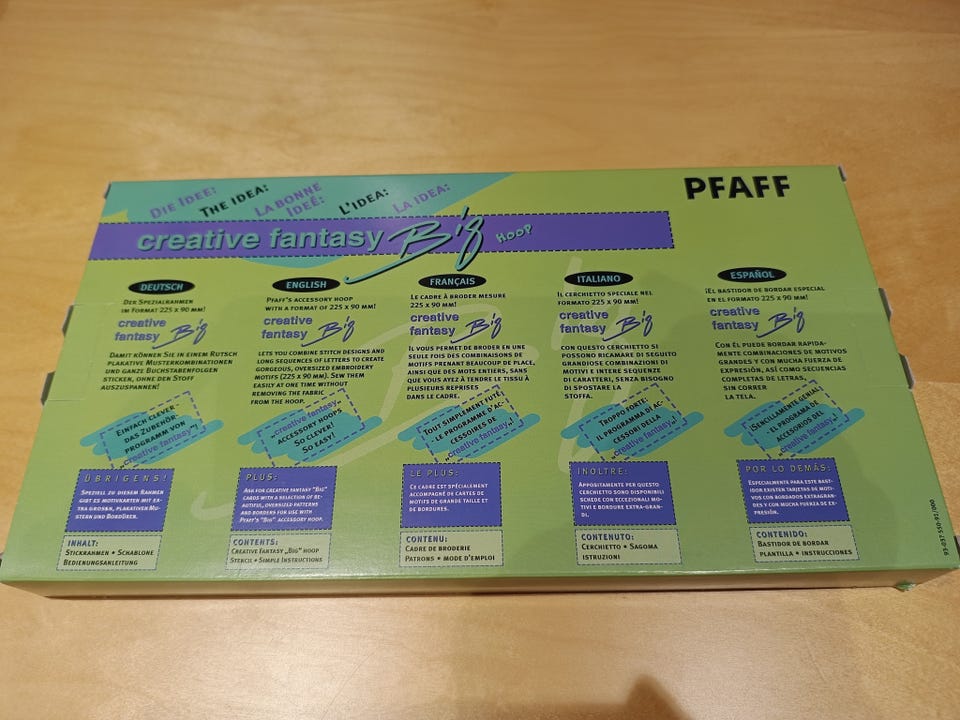 DIE IDEE:
THE IDEA:
LA BONNE
IDEÉ:
L'IDEA:
LA IDEA:
PFAFF
creative fantasy Big HOOP
DEUTSCH
DER SPEZIALRAHMEN
IM FORMAT 225 X 90 MM!
creative
fantasy Big
DAMIT KÖNNEN SIE IN EINEM RUTSCH
PLAKATIVE MUSTERKOMBINATIONEN
UND GANZE BUCHSTABENFOLGEN
STICKEN, OHNE DEN STOFF
AUSZUSPANNEN!
EINFACH CLEVER –
DAS ZUBEHÖR-
PROGRAMM VON
„creative fantasy"
ÜBRIGENS!
SPEZIELL ZU DIESEM RAHMEN
GIBT ES MOTIVKARTEN MIT EX-
TRA GROSSEN, PLAKATIVEN MU-
STERN UND BORDÜREN.
INHALT:
STICKRAHMEN • SCHABLONE
BEDIENUNGSANLEITUNG
ENGLISH
PFAFF'S ACCESSORY HOOP
WITH A FORMAT OF 225 X 90 MM!
creative
fantasy Big
LETS YOU COMBINE STITCH DESIGNS AND
LONG SEQUENCES OF LETTERS TO CREATE
GORGEOUS, OVERSIZED EMBROIDERY
MOTIFS (225 X 90 MM). SEW THEM
EASILY AT ONE TIME WITHOUT
REMOVING THE FABRIC
FROM THE HOOP.
„creative fantasy"
ACCESSORY HOOPS
SO CLEVER!
SO EASY!
PLUS:
ASK FOR CREATIVE FANTASY "BIG"
CARDS WITH A SELECTION OF BE-
AUTIFUL, OVERSIZED PATTERNS
AND BORDERS FOR USE WITH
PFAFF'S "BIG" ACCESSORY HOOP.
CONTENTS:
CREATIVE FANTASY „BIG" HOOP
STENCIL • SIMPLE INSTRUCTIONS
FRANÇAIS
LE CADRE À BRODER MESURE
225 X 90 MM!
creative
fantasy Big
IL VOUS PERMET DE BRODER EN UNE
SEULE FOIS DES COMBINAISONS DE
MOTIFS PRENANT BEAUCOUP DE PLACE,
AINSI QUE DES MOTS ENTIERS, SANS
QUE VOUS AYEZ À TENDRE LE TISSU À
PLUSIEURS REPRISES
DANS LE CADRE.
TOUT SIMPLEMENT FUTÉ:
LE PROGRAMME D'AC-
CESSOIRES DE
„creative fantasy"!
LE PLUS:
CE CADRE EST SPÉCIALEMENT
ACCOMPAGNÉ DE CARTES DE
MOTIFS DE GRANDE TAILLE ET
DE BORDURES.
CONTENU:
CADRE DE BRODERIE
PATRONS • MODE D'EMPLOI
ITALIANO
IL CERCHIETTO SPECIALE NEL
FORMATO 225 X 90 MM!
creative
fantasy Big
CON QUESTO CERCHIETTO SI
POSSONO RICAMARE DI SEGUITO
GRANDIOSE COMBINAZIONI DI
MOTIVI E INTERE SEQUENZE
DI CARATTERI, SENZA BISOGNO
DI SPOSTARE LA
STOFFA.
TROPPO FORTE:
IL PROGRAMMA DI AC-
CESSORI DELLA
„creative fantasy"!
INOLTRE:
APPOSITAMENTE PER QUESTO
CERCHIETTO SONO DISPONIBILI
SCHEDE CON ECCEZIONALI MO-
TIVI E BORDURE EXTRA-GRAN-
DI.
CONTENUTO:
CERCHIETTO • SAGOMA
ISTRUZIONI
ESPAÑOL
¡EL BASTIDOR DE BORDAR ESPECIAL
EN EL FORMATO 225 X 90 MM!
creative
fantasy Big
CON ÉL PUEDE BORDAR RAPIDA-
MENTE COMBINACIONES DE MOTIVOS
GRANDES Y CON MUCHA FUERZA DE
EXPRESIÓN, ASÍ COMO SECUENCIAS
COMPLETAS DE LETRAS,
SIN CORRER
LA TELA.
¡SENCILLAMENTE GENIAL:
EL PROGRAMA DE
ACCESORIOS DEL
„creative fantasy"!
POR LO DEMÁS:
ESPECIALMENTE PARA ESTE BAST-
IDOR EXISTEN TARJETAS DE MOTI-
VOS CON BORDADOS EXTRAGRAN-
DES Y CON MUCHA FUERZA DE EX-
PRESIÓN.
CONTENIDO:
BASTIDOR DE BORDAR
PLANTILLA • INSTRUCCIONES
93-037 550-91/000